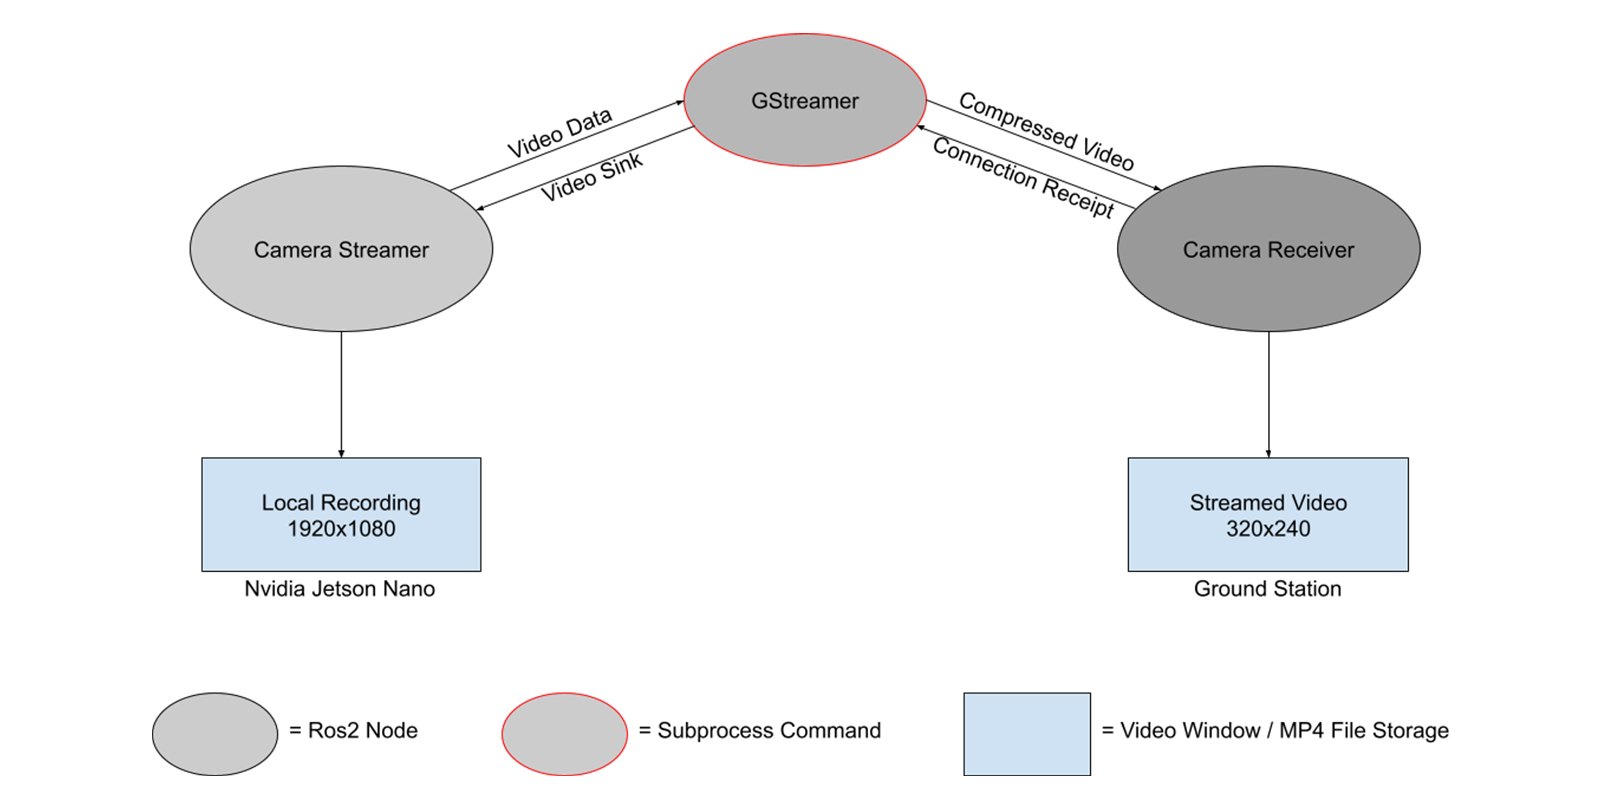 GStreamer
Video Data
Video Sink
Compressed Video
Connection Receipt
Camera Streamer
Camera Receiver
Local Recording
1920x1080
Nvidia Jetson Nano
Streamed Video
320x240
Ground Station
= Ros2 Node
= Subprocess Command
= Video Window / MP4 File Storage